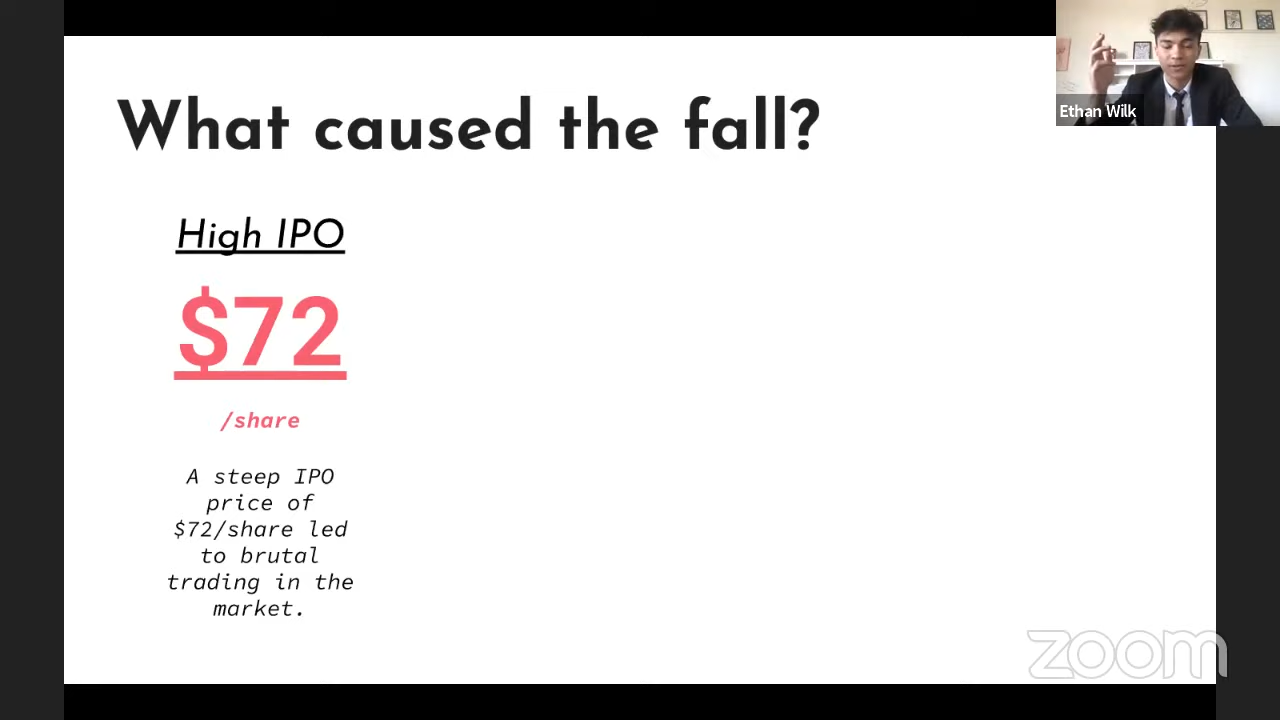 What caused the fall?
Ethan Wilk
High IPO
$72
/share
A steep IPO
price of
$72/share led
to brutal
trading in the
market.
zoom